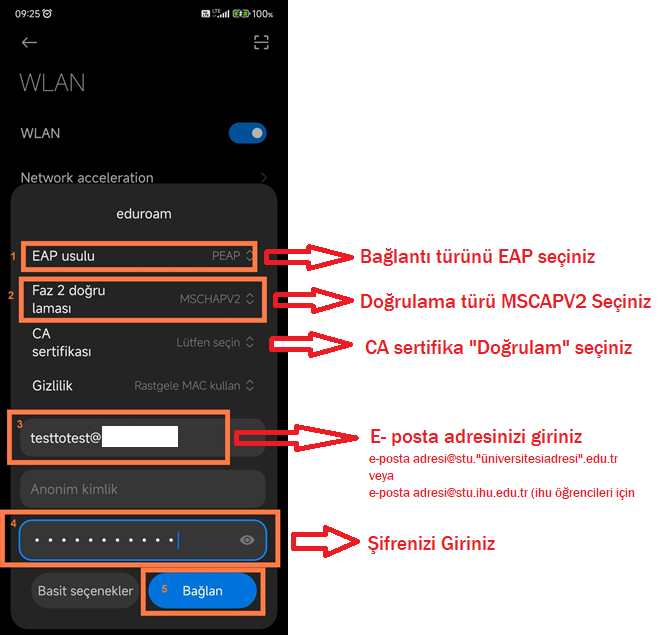 09:25
LTE
100%
WLAN
WLAN
Network acceleration
eduroam
1
EAP usulu
PEAP
Bağlantı türünü EAP seçiniz
2
Faz 2 doğru
laması
MSCHAPV2
Doğrulama türü MSCAPV2 Seçiniz
CA
sertifikası
Lütfen seçin
CA sertifika "Doğrulam" seçiniz
Gizlilik
Rastgele MAC kullan
3
testtotest@
E- posta adresinizi giriniz
e-posta adresi@stu."üniversitesiadresi".edu.tr
veya
e-posta adresi@stu.ihu.edu.tr (ihu öğrencileri için
Anonim kimlik
4
Şifrenizi Giriniz
Basit seçenekler
5
Bağlan